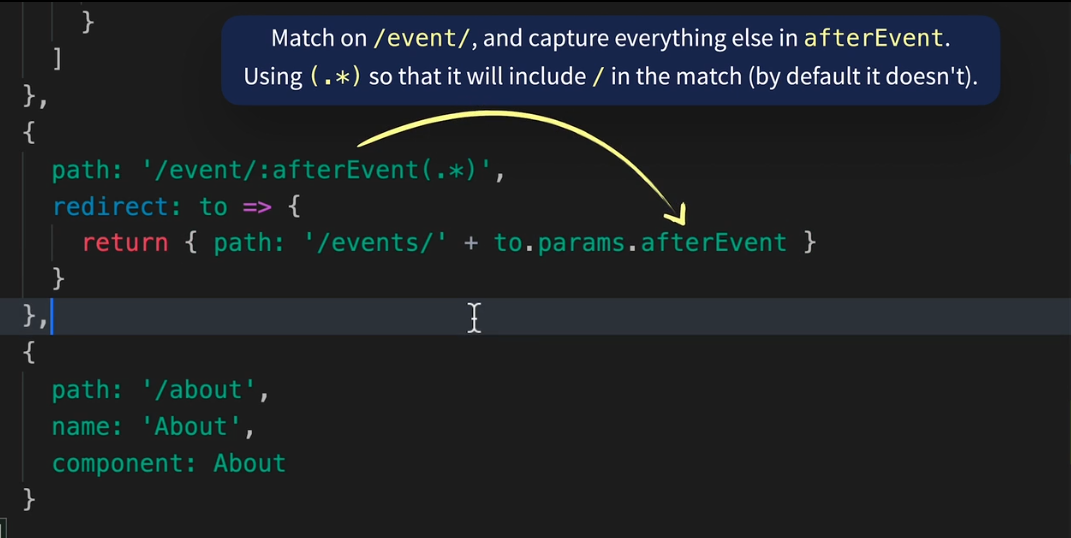 }
Match on /event/, and capture everything else in afterEvent.
]
Using (.*) so that it will include / in the match (by default it doesn't).
},
{
path: '/event/:afterEvent(.*)',
redirect: to => {
return { path: '/events/' + to.params.afterEvent }
}
},
{
path: '/about',
name: 'About',
component: About
}